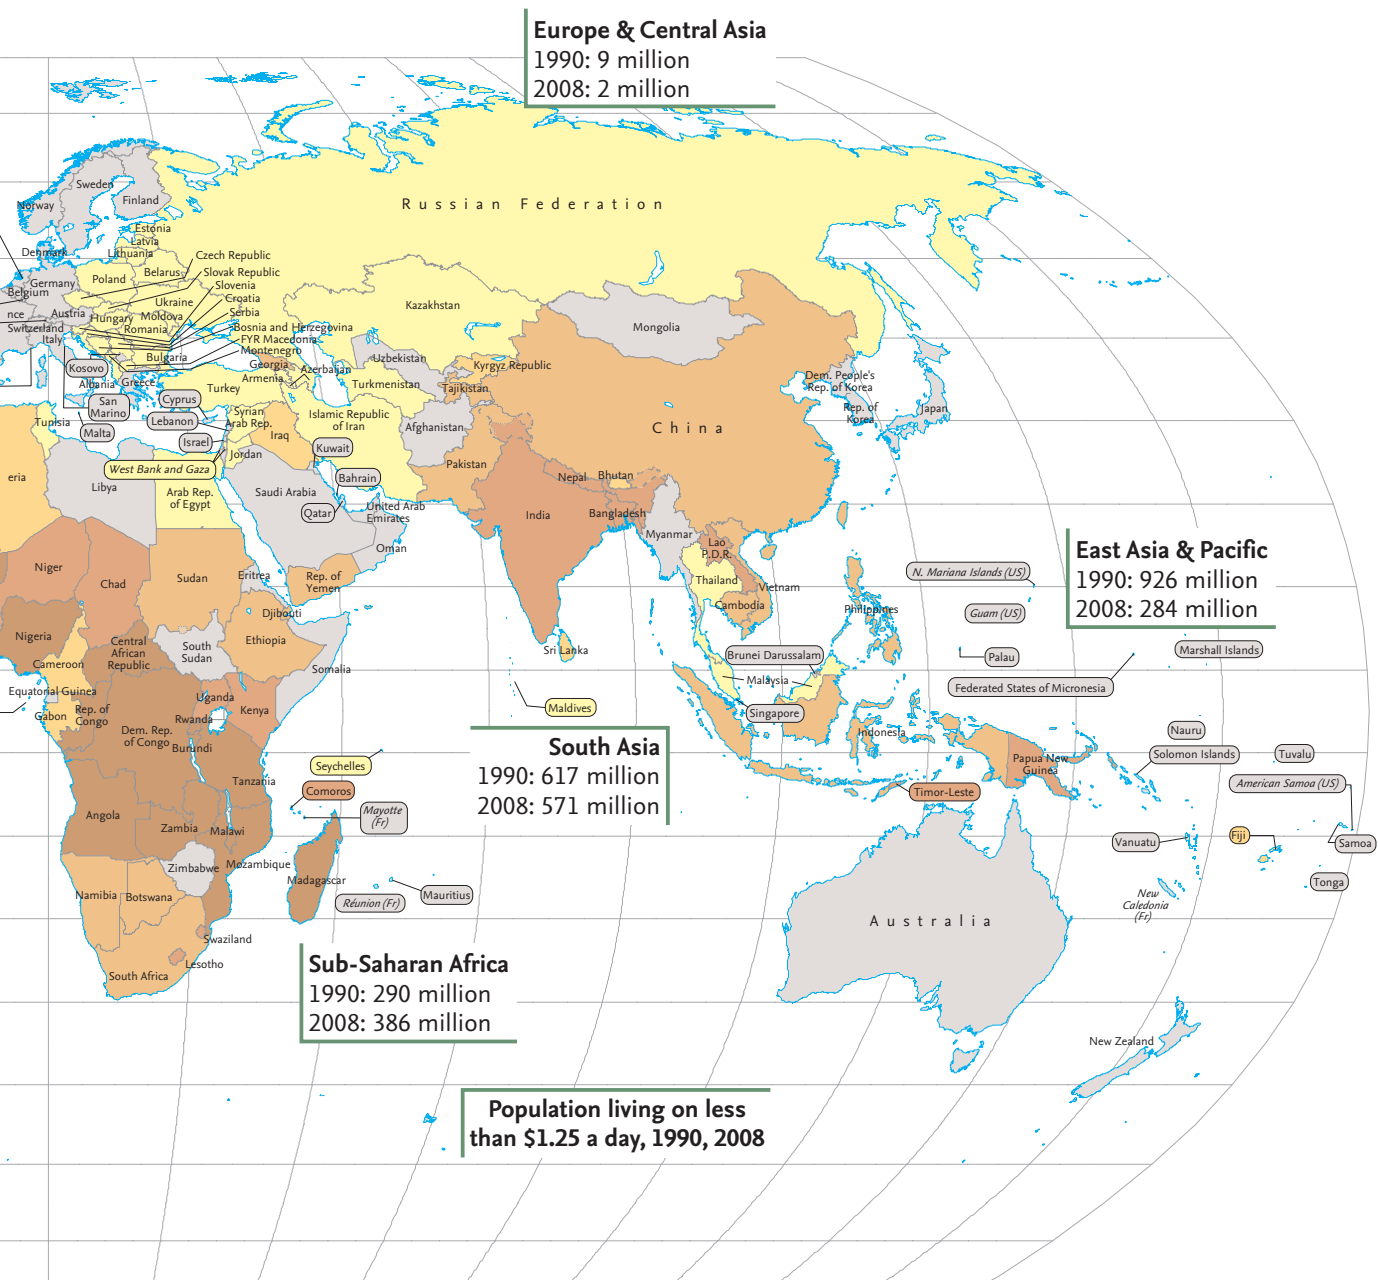 Europe & Central Asia
1990: 9 million
2008: 2 million
Sweden
Norway
Finland
Russian Federation
Estonia
Latvia
Lithuania
Denmark
Czech Republic
Poland
Belarus
Slovak Republic
Germany
Slovenia
Belgium
Croatia
Ukraine
Kazakhstan
nce
Austria
Serbia
Hungary
Moldova
Mongolia
Switzerland
Romania
Bosnia and Herzegovina
Italy
FYR Macedonia
Montenegro
Bulgaria
Uzbekistan
Kosovo
Georgia
Azerbaijan
Kyrgyz Republic
Armenia
Dem. People's
Rep. of Korea
Albania
Greece
Turkey
Turkmenistan
Tajikistan
San
Marino
Cyprus
Syrian
Arab Rep.
Islamic Republic
of Iran
Rep. of
Korea
Japan
Tunisia
Lebanon
Afghanistan
China
Malta
Israel
Iraq
Kuwait
Jordan
West Bank and Gaza
Pakistan
eria
Libya
Bahrain
Nepal
Bhutan
Arab Rep.
of Egypt
Saudi Arabia
Qatar
United Arab
Emirates
India
Bangladesh
Myanmar
Oman
Lao
P.D.R.
East Asia & Pacific
1990: 926 million
2008: 284 million
Niger
Chad
Sudan
Eritrea
Rep. of
Yemen
Thailand
Vietnam
N. Mariana Islands (US)
Cambodia
Philippines
Guam (US)
Djibouti
Nigeria
Central
African
Republic
South
Sudan
Ethiopia
Sri Lanka
Brunei Darussalam
Palau
Marshall Islands
Cameroon
Somalia
Malaysia
Federated States of Micronesia
Equatorial Guinea
Uganda
Maldives
Singapore
Gabon
Rep. of
Congo
Kenya
Rwanda
Nauru
Dem. Rep.
of Congo
Burundi
Indonesia
South Asia
1990: 617 million
2008: 571 million
Papua New
Guinea
Solomon Islands
Tuvalu
Seychelles
Tanzania
Comoros
Timor-Leste
American Samoa (US)
Mayotte
(Fr)
Angola
Zambia
Malawi
Vanuatu
Fiji
Samoa
Zimbabwe
Mozambique
Madagascar
Tonga
Namibia
Botswana
Mauritius
Réunion (Fr)
New
Caledonia
(Fr)
Australia
Swaziland
Lesotho
South Africa
Sub-Saharan Africa
1990: 290 million
2008: 386 million
New Zealand
Population living on less
than $1.25 a day, 1990, 2008